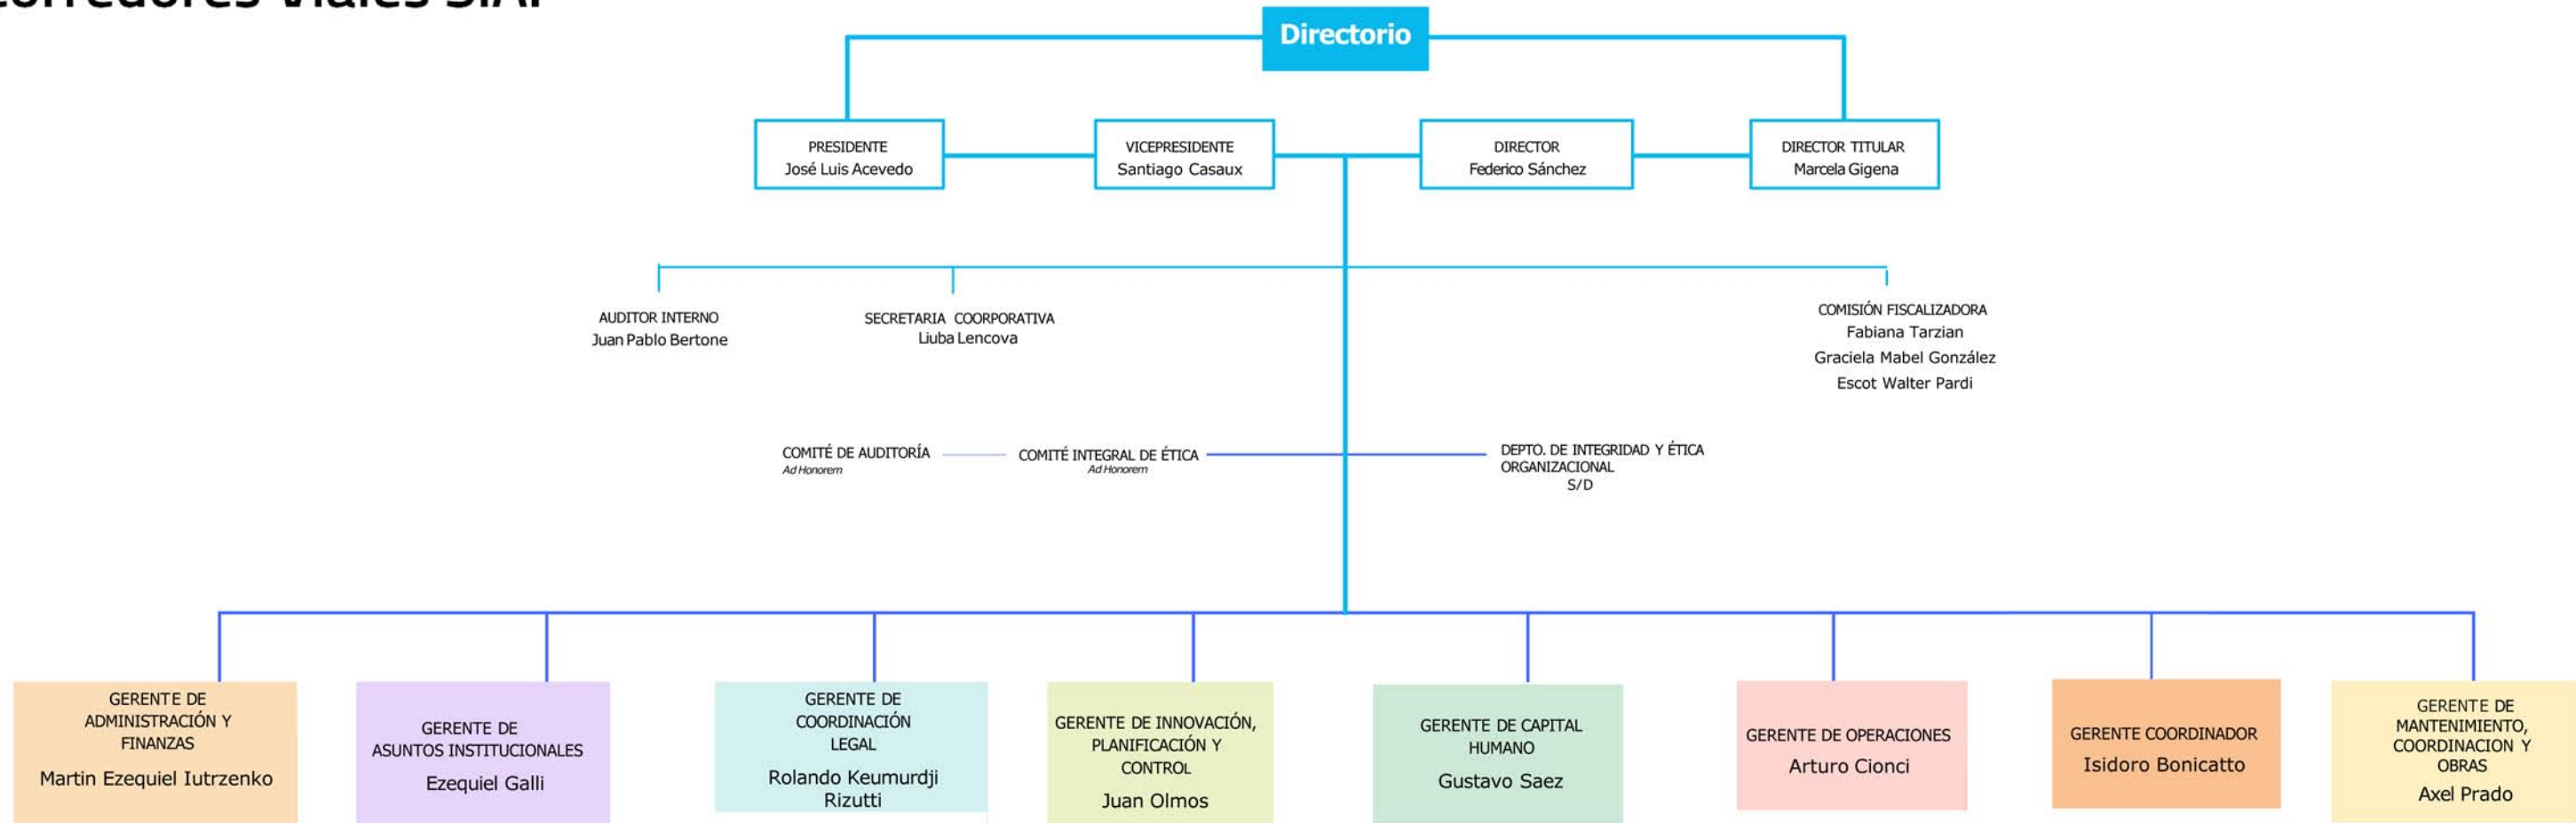 Corredores Viales S.A.
Directorio
PRESIDENTE
José Luis Acevedo
VICEPRESIDENTE
Santiago Casaux
DIRECTOR
Federico Sánchez
DIRECTOR TITULAR
Marcela Gigena
AUDITOR INTERNO
Juan Pablo Bertone
SECRETARIA COORPORATIVA
Liuba Lencova
COMISIÓN FISCALIZADORA
Fabiana Tarzian
Graciela Mabel González
Escot Walter Pardi
COMITÉ DE AUDITORÍA
Ad Honorem
COMITÉ INTEGRAL DE ÉTICA
Ad Honorem
DEPTO. DE INTEGRIDAD Y ÉTICA
ORGANIZACIONAL
S/D
GERENTE DE
ADMINISTRACIÓN Y
FINANZAS
Martin Ezequiel Iutrzenko
GERENTE DE
ASUNTOS INSTITUCIONALES
Ezequiel Galli
GERENTE DE
COORDINACIÓN
LEGAL
Rolando Keumurdji
Rizutti
GERENTE DE INNOVACIÓN,
PLANIFICACIÓN Y
CONTROL
Juan Olmos
GERENTE DE CAPITAL
HUMANO
Gustavo Saez
GERENTE DE OPERACIONES
Arturo Cionci
GERENTE COORDINADOR
Isidoro Bonicatto
GERENTE DE
MANTENIMIENTO,
COORDINACION Y
OBRAS
Axel Prado